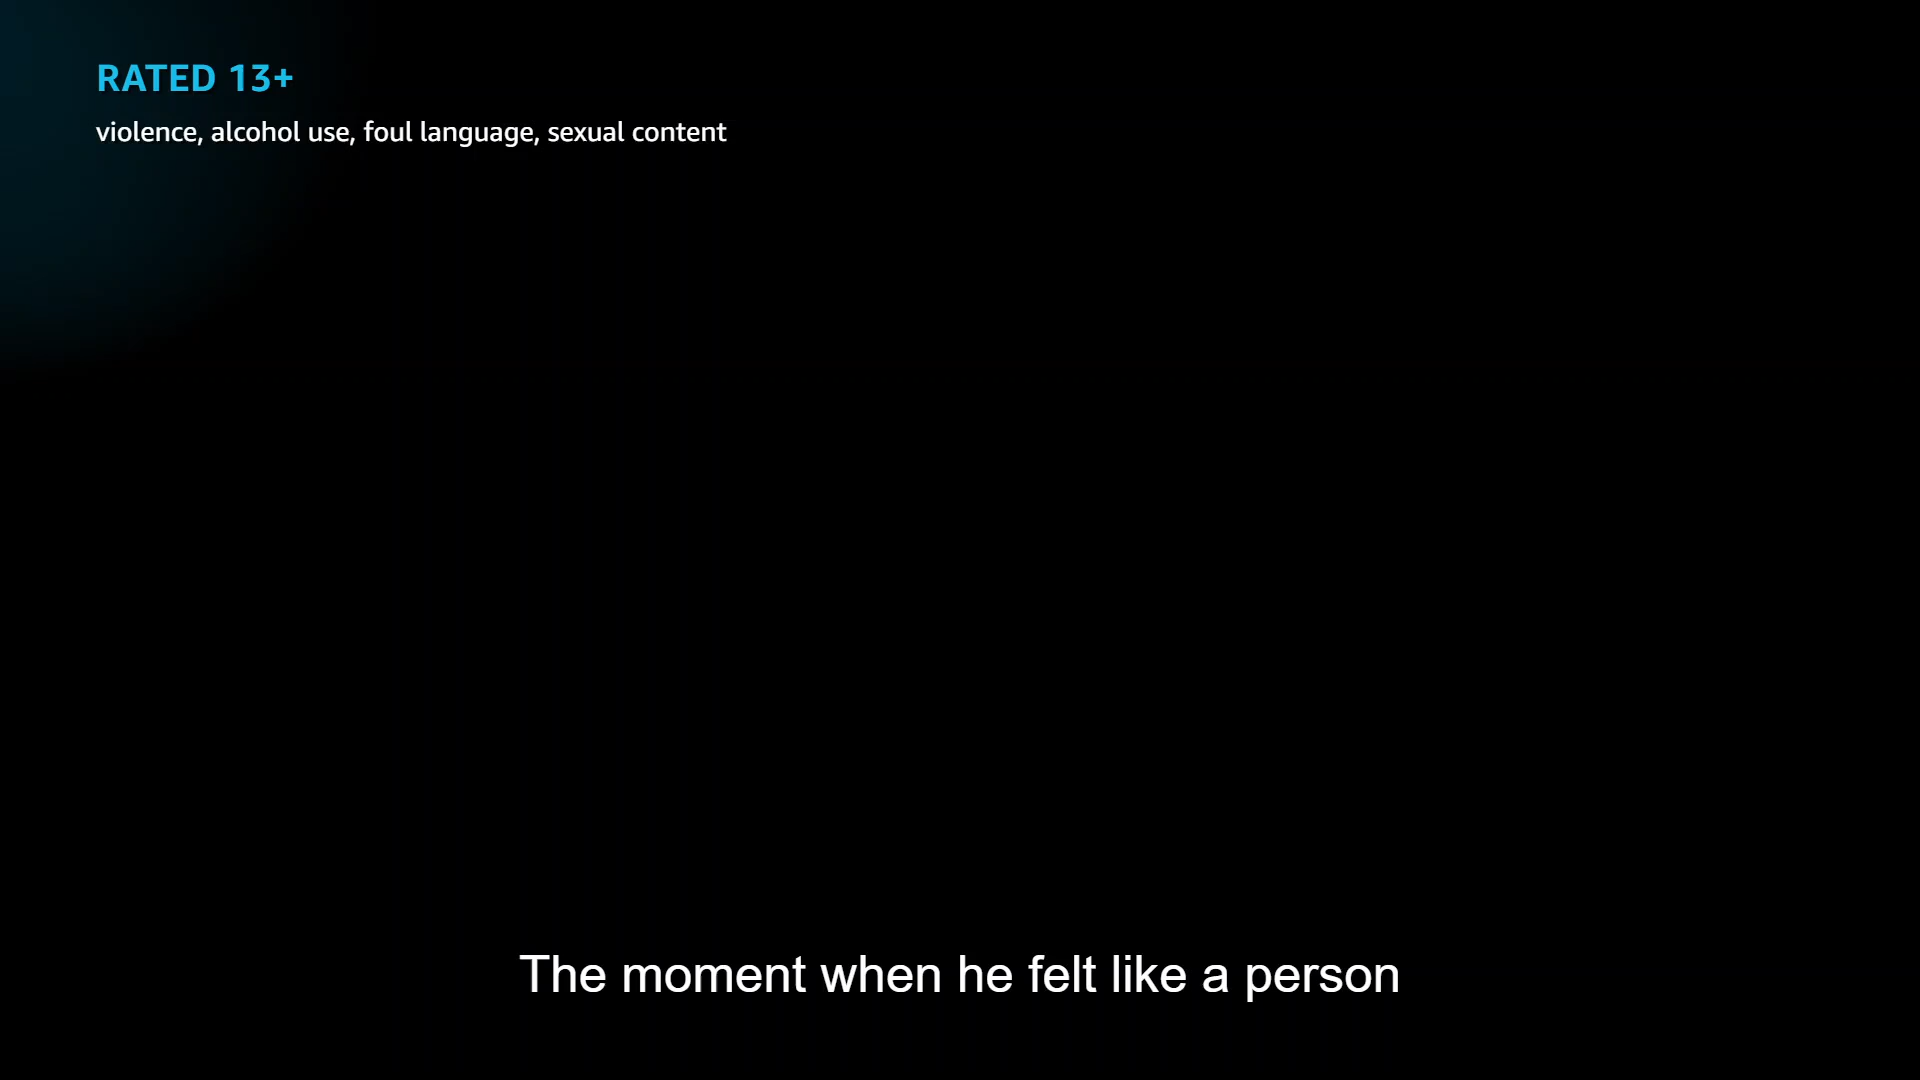 RATED 13+
violence, alcohol use, foul language, sexual content
The moment when he felt like a person